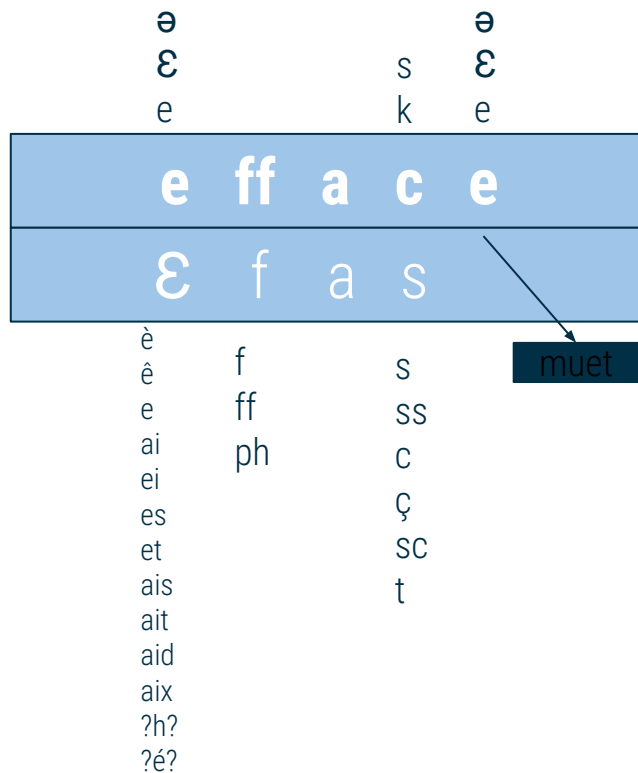 ə ə
ɛ s ɛ
e k e
e ff a c e
ɛ f a s
muet
è
ê
e
ai
ei
es
et
ais
ait
aid
aix
?h?
?é?
f
ff
ph
s
ss
c
ç
sc
t